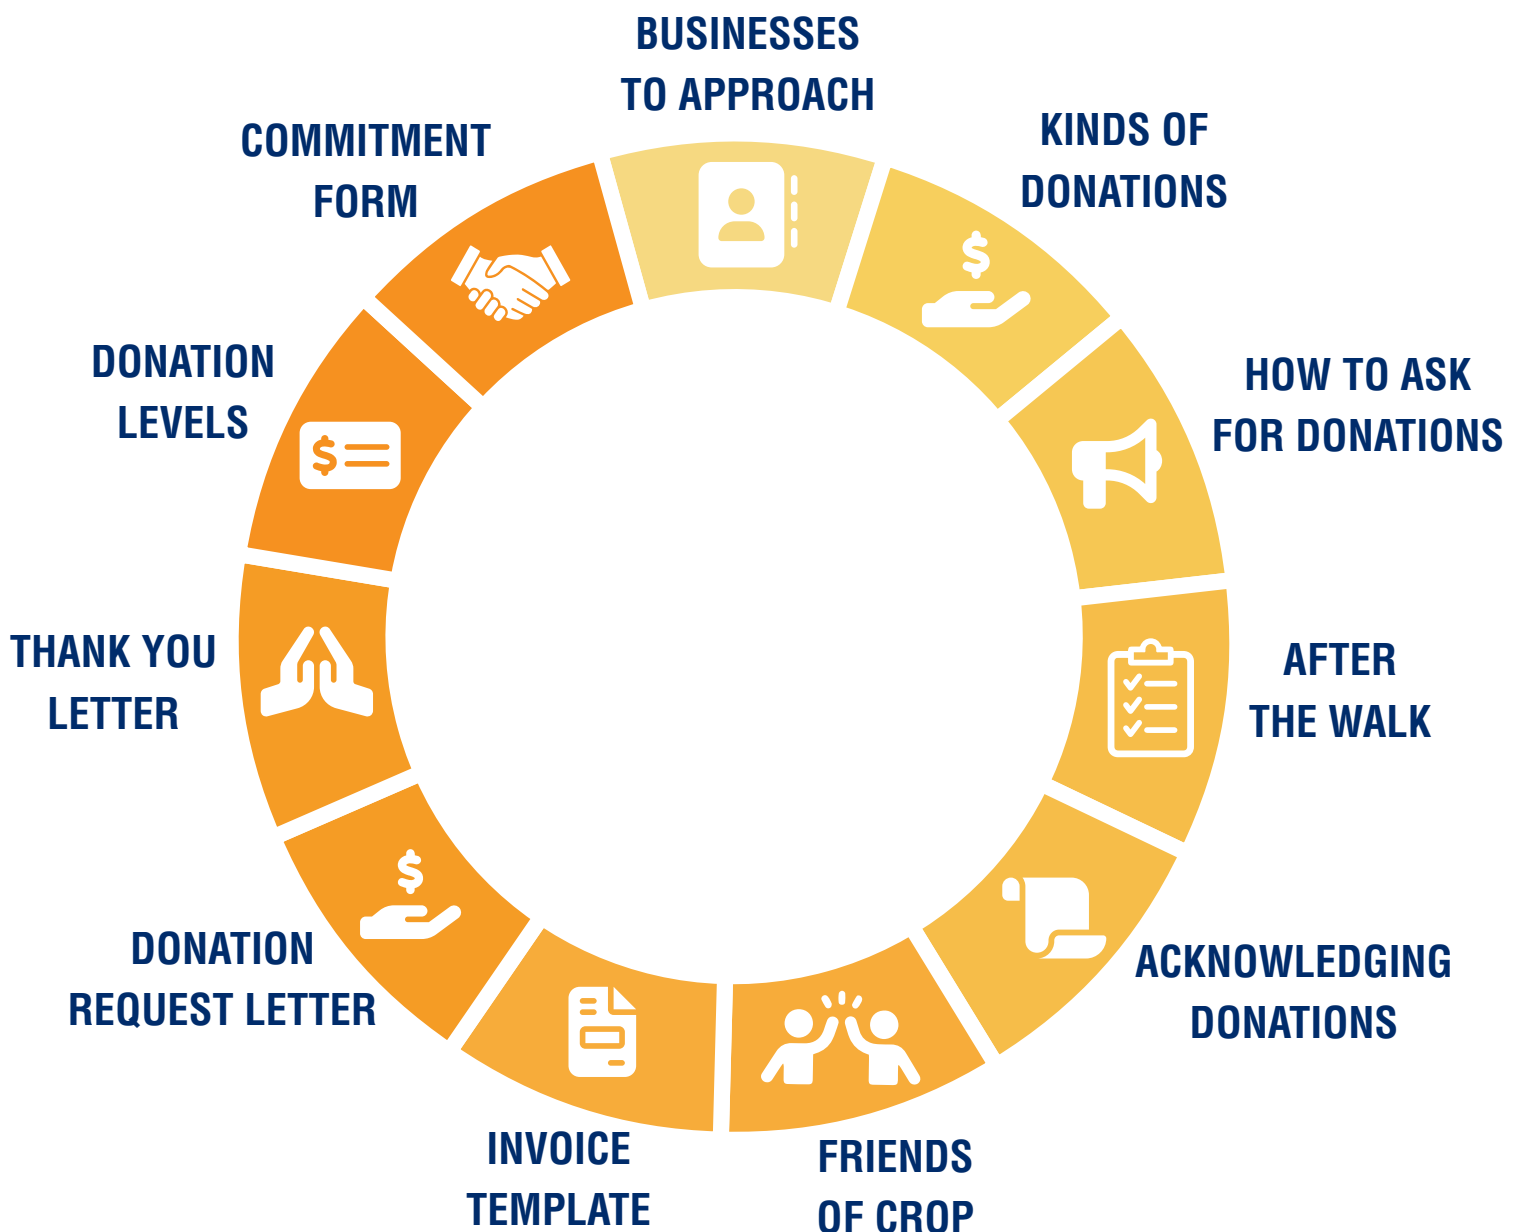 BUSINESSES
TO APPROACH
KINDS OF
DONATIONS
HOW TO ASK
FOR DONATIONS
AFTER
THE WALK
ACKNOWLEDGING
DONATIONS
FRIENDS
OF CROP
INVOICE
TEMPLATE
DONATION
REQUEST LETTER
THANK YOU
LETTER
DONATION
LEVELS
COMMITMENT
FORM
$
$
$